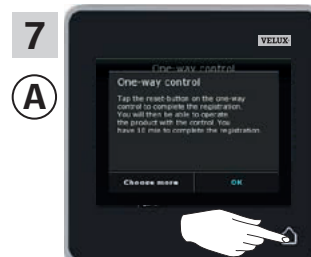 7
VELUX
A
One-way control
One-way control
Tap the reset-button on the one-way
control to complete the registration.
You will then be able to operate
the product with the control. You
have 10 min to complete the registration.
Choose more OK